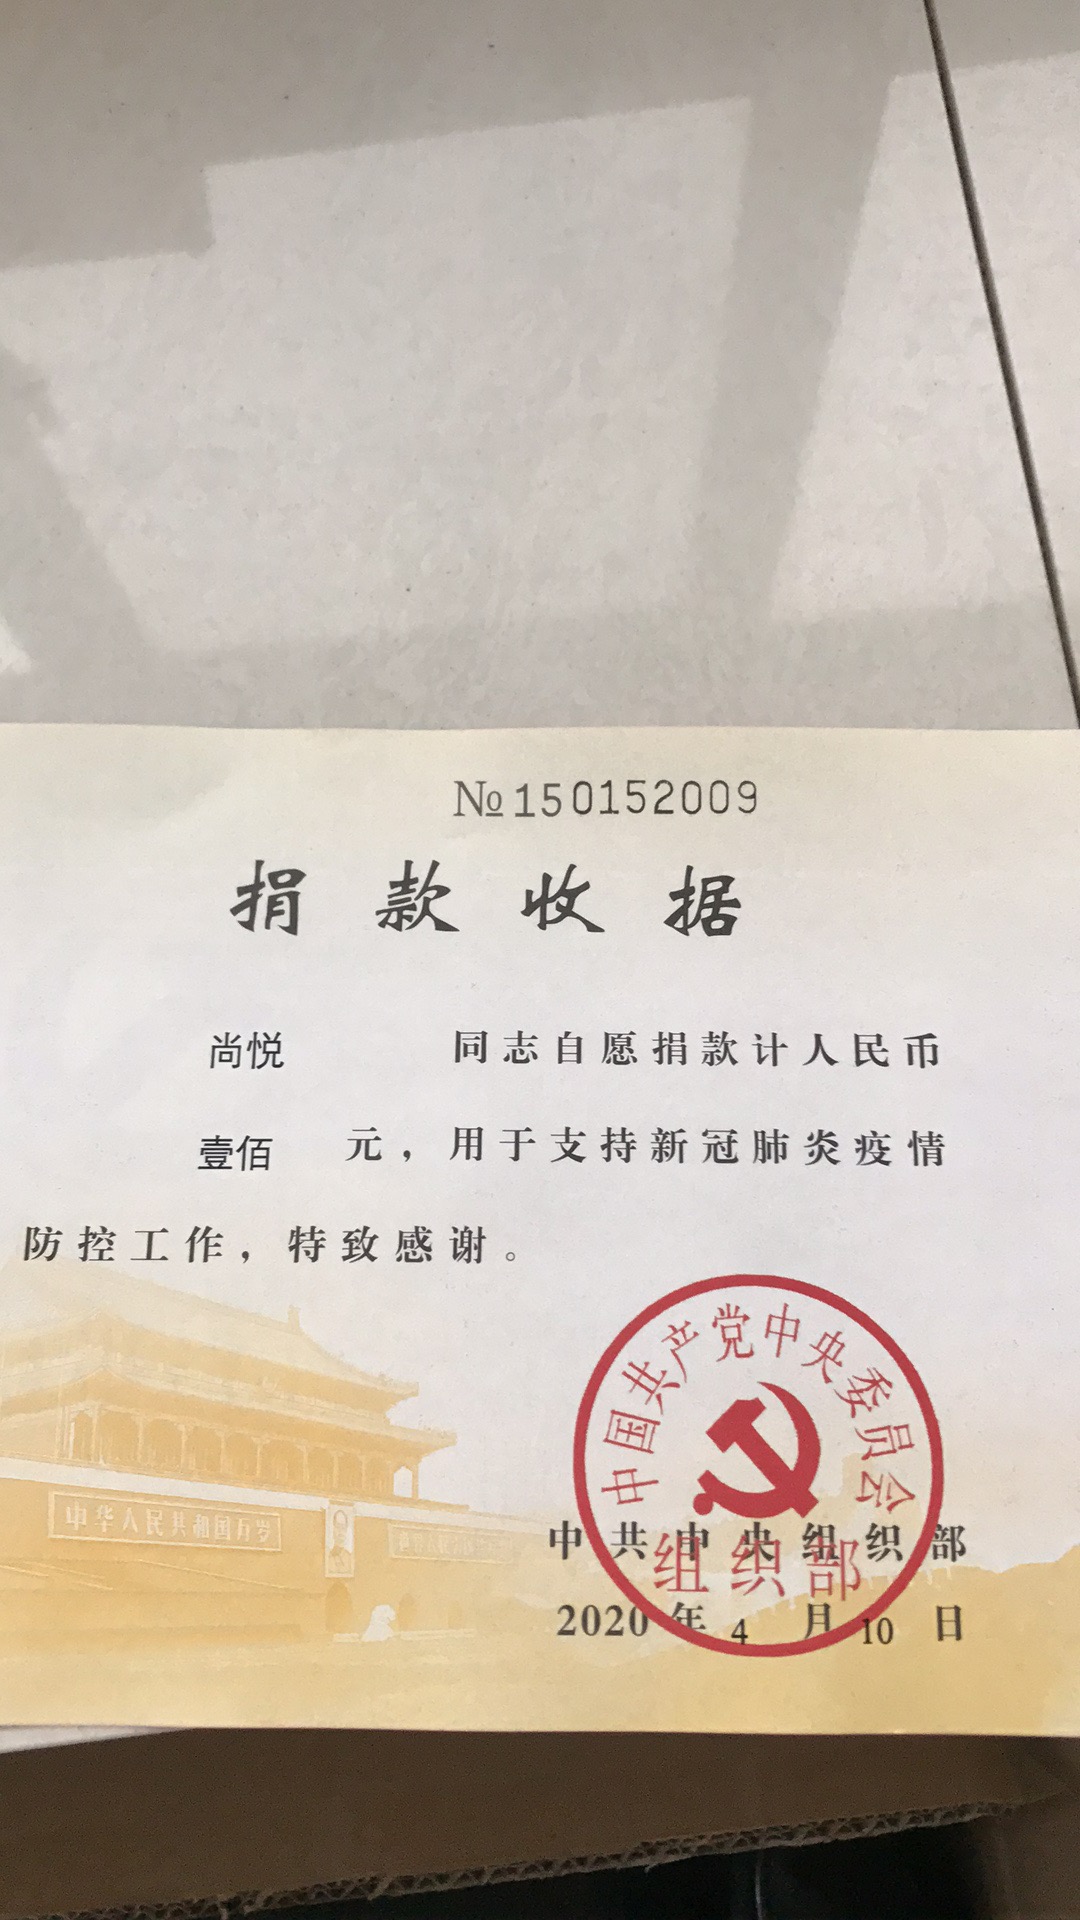 №150152009
捐款收据
尚悦 同志自愿捐款计人民币
壹佰 元，用于支持新冠肺炎疫情
防控工作，特致感谢。
中国共产党中央委员会
组织部
中共中央组织部
2020年4月10日
中华人民共和国万岁